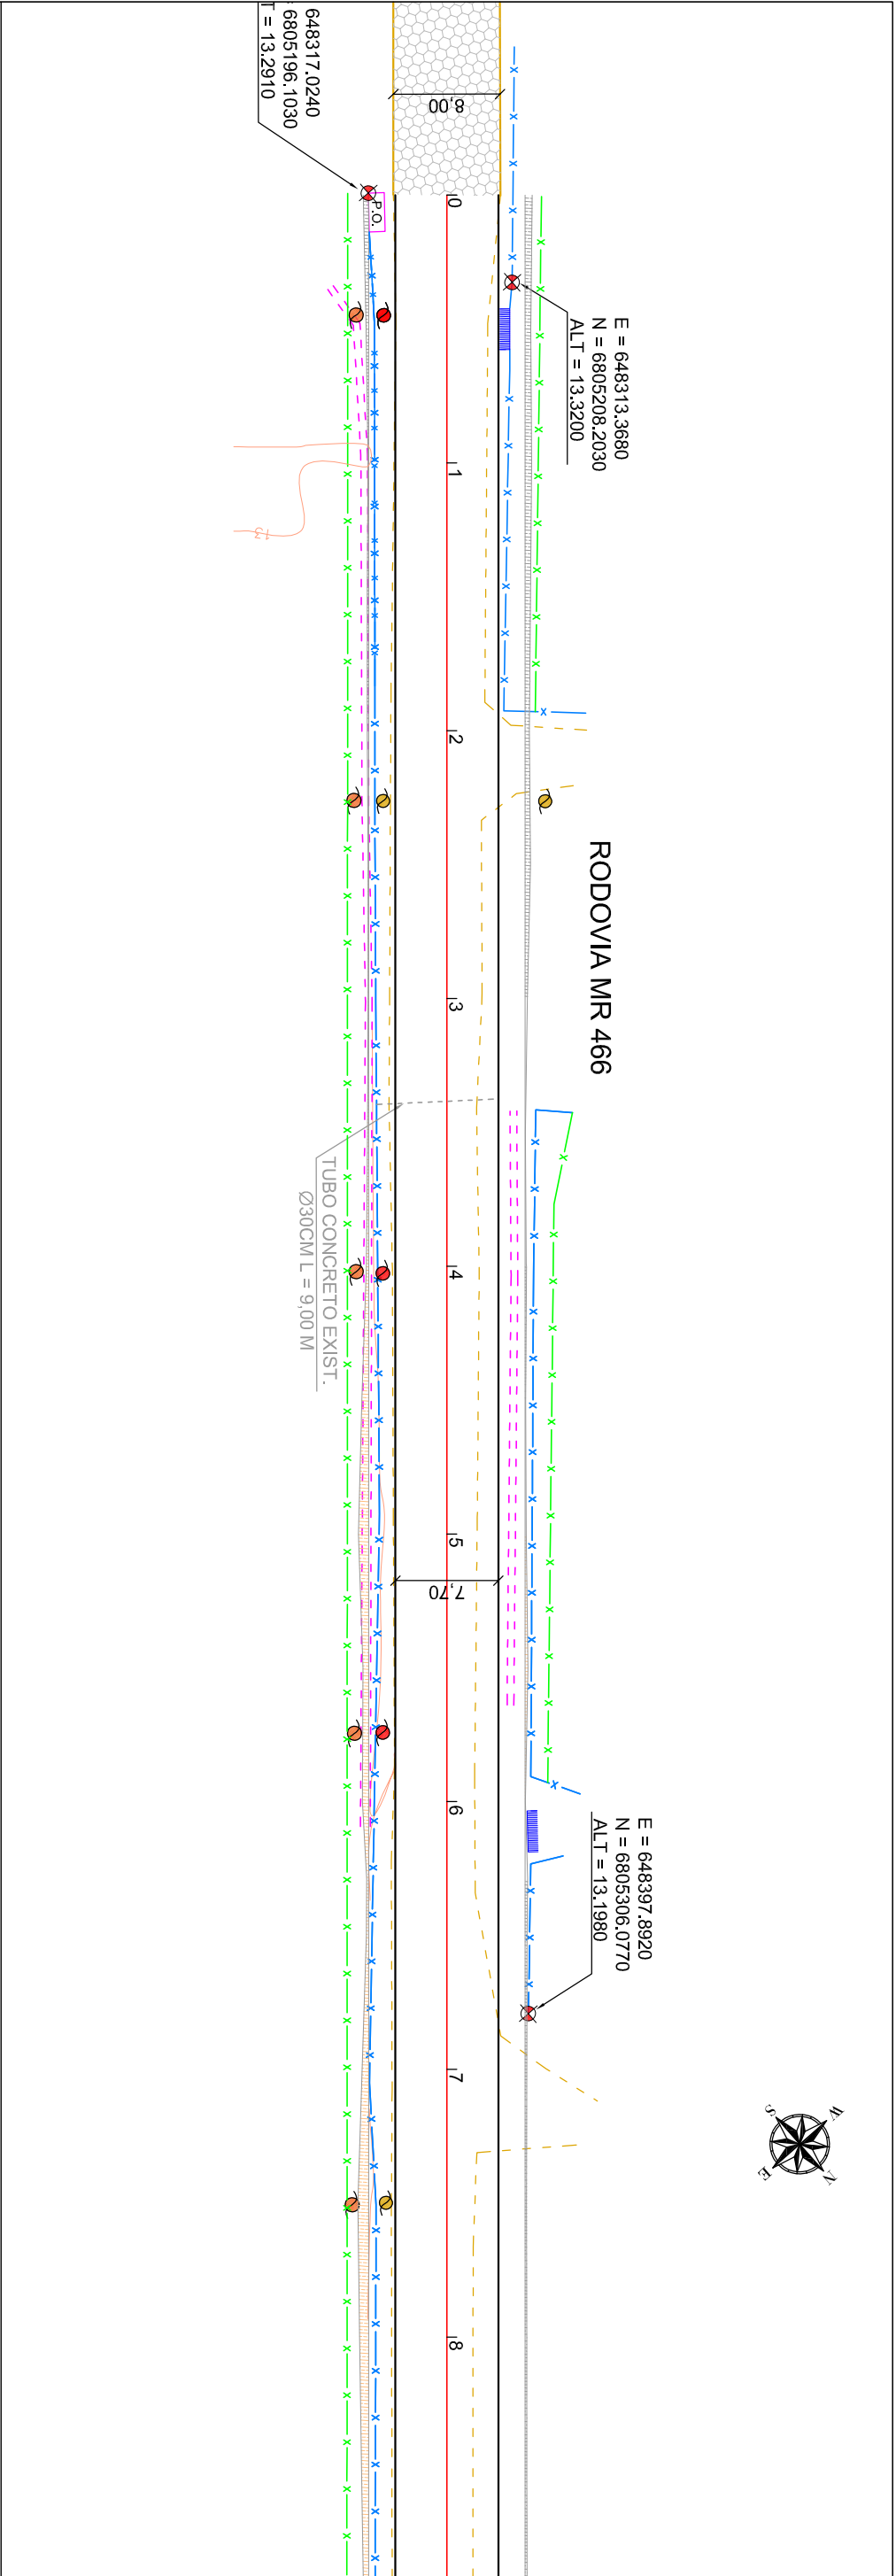 648317.0240
6805196.1030
T = 13.2910
8,00
P.O.
0
E = 648313.3680
N = 6805208.2030
ALT = 13.3200
1
13
2
RODOVIA MR 466
3
TUBO CONCRETO EXIST.
Ø30CM L = 9,00 M
4
5
7,70
6
E = 648397.8920
N = 6805306.0770
ALT = 13.1980
7
W
N
S
E
8